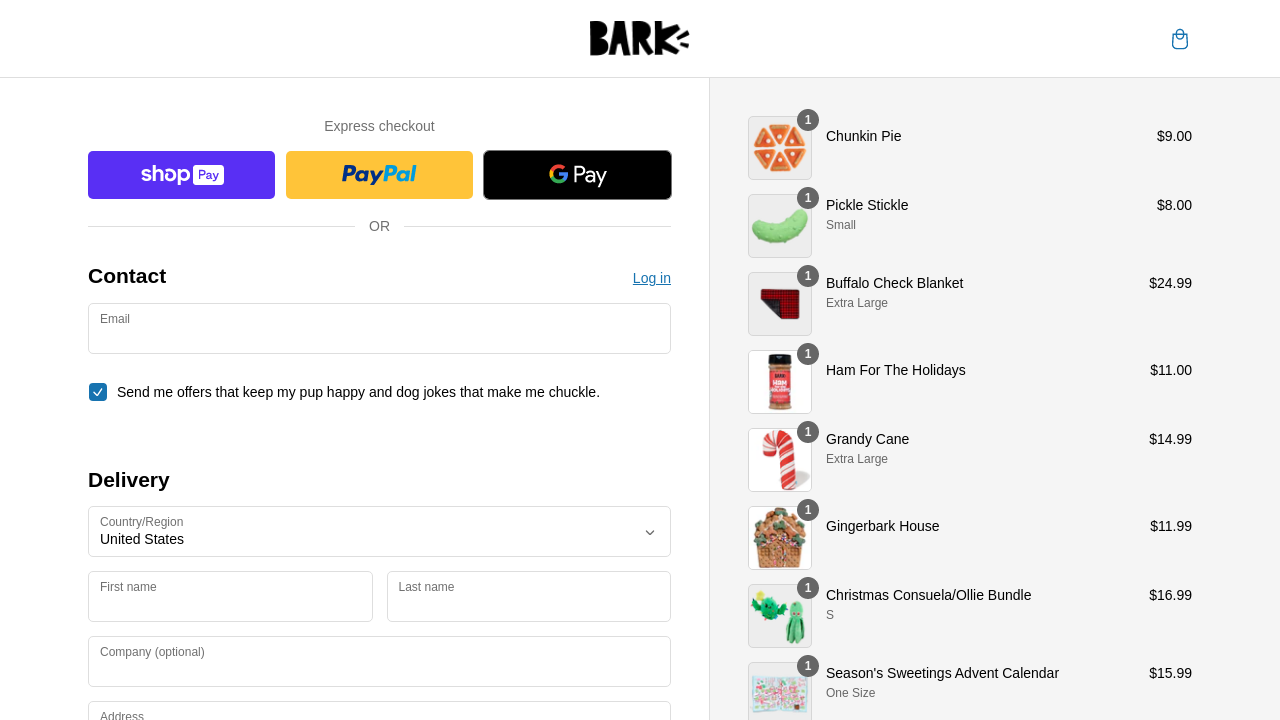 BARK
Express checkout
shop Pay
PayPal
G Pay
OR
Contact
Log in
Email
Send me offers that keep my pup happy and dog jokes that make me chuckle.
Delivery
Country/Region
United States
First name
Last name
Company (optional)
Address
1
Chunkin Pie
$9.00
1
Pickle Stickle
Small
$8.00
1
Buffalo Check Blanket
Extra Large
$24.99
1
BARK
HAM
HOLIDAYS
Ham For The Holidays
$11.00
1
Grandy Cane
Extra Large
$14.99
1
Gingerbark House
$11.99
1
Christmas Consuela/Ollie Bundle
S
$16.99
1
Season's Sweetings Advent Calendar
One Size
$15.99